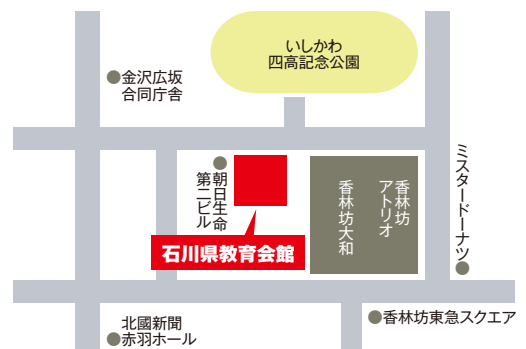 いしかわ
四高記念公園
金沢広坂
合同庁舎
朝日生命
第二ビル
香林坊
アトリオ
香林坊大和
ミスタードーナツ
石川県教育会館
北國新聞
赤羽ホール
香林坊東急スクエア